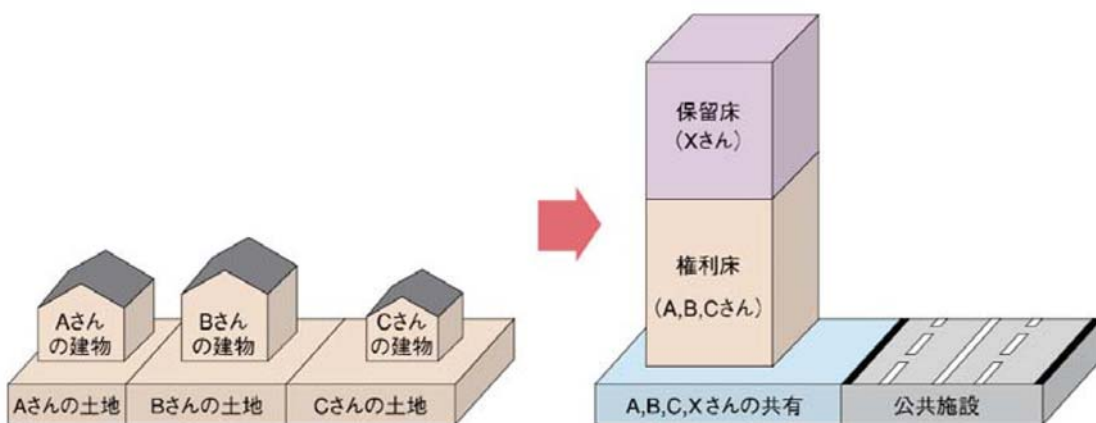 保留床
(Xさん)
権利床
(A,B,Cさん)
Aさん
の建物
Bさん
の建物
Cさん
の建物
Aさんの土地
Bさんの土地
Cさんの土地
A,B,C,Xさんの共有
公共施設